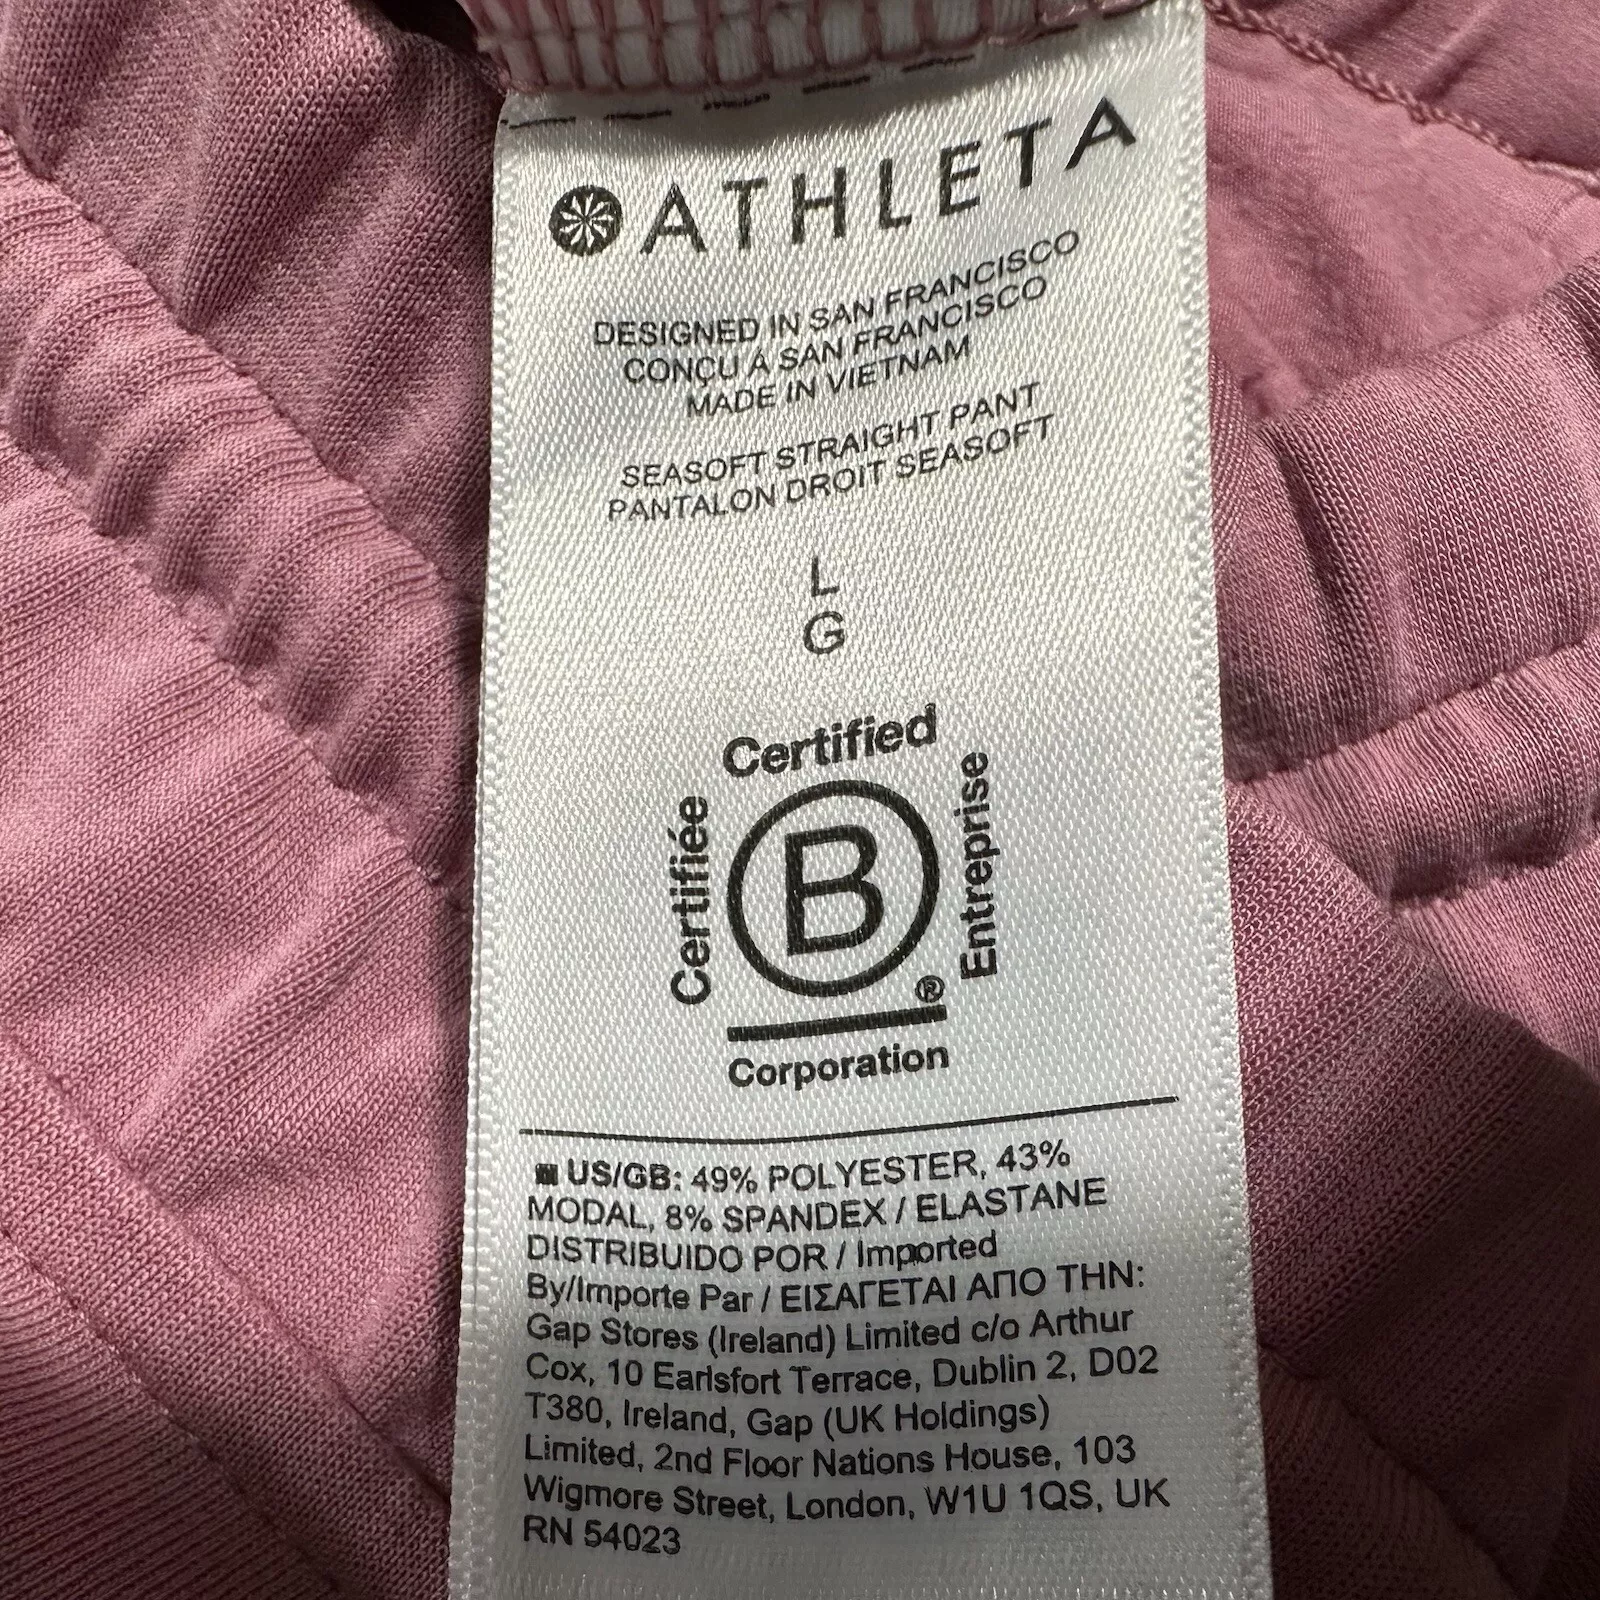 ATHLETA
DESIGNED IN SAN FRANCISCO
CONÇU À SAN FRANCISCO
MADE IN VIETNAM
SEASOFT STRAIGHT PANT
PANTALON DROIT SEASOFT
L
G
Certified
Certifiée
B
Entreprise
®
Corporation
US/GB: 49% POLYESTER, 43%
MODAL, 8% SPANDEX / ELASTANE
DISTRIBUIDO POR / Imported
By/Importe Par / ΕΙΣΑΓΕΤΑΙ ΑΠΟ ΤΗΝ:
Gap Stores (Ireland) Limited c/o Arthur
Cox, 10 Earlsfort Terrace, Dublin 2, D02
T380, Ireland, Gap (UK Holdings)
Limited, 2nd Floor Nations House, 103
Wigmore Street, London, W1U 1QS, UK
RN 54023